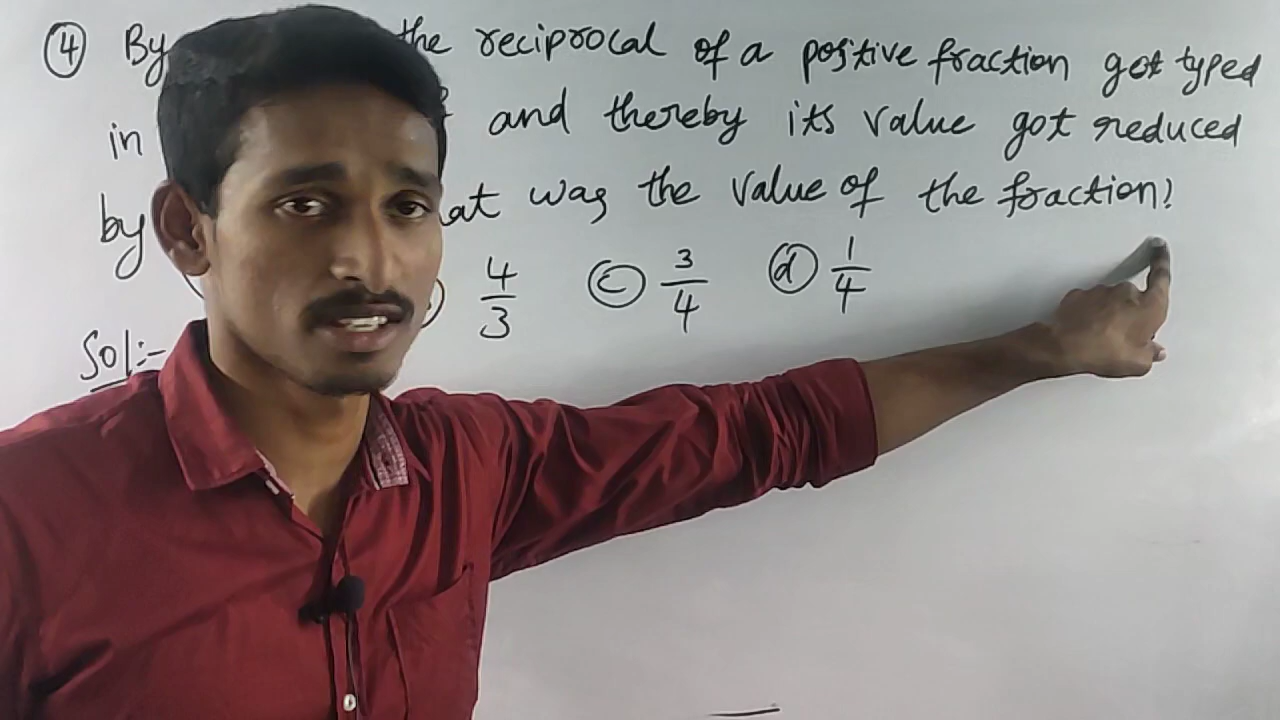 ④ By the reciprocal of a positive fraction got typed
in and thereby its value got reduced
by at was the value of the fraction?
4/3 ⓒ 3/4 ⓓ 1/4
Sol:-